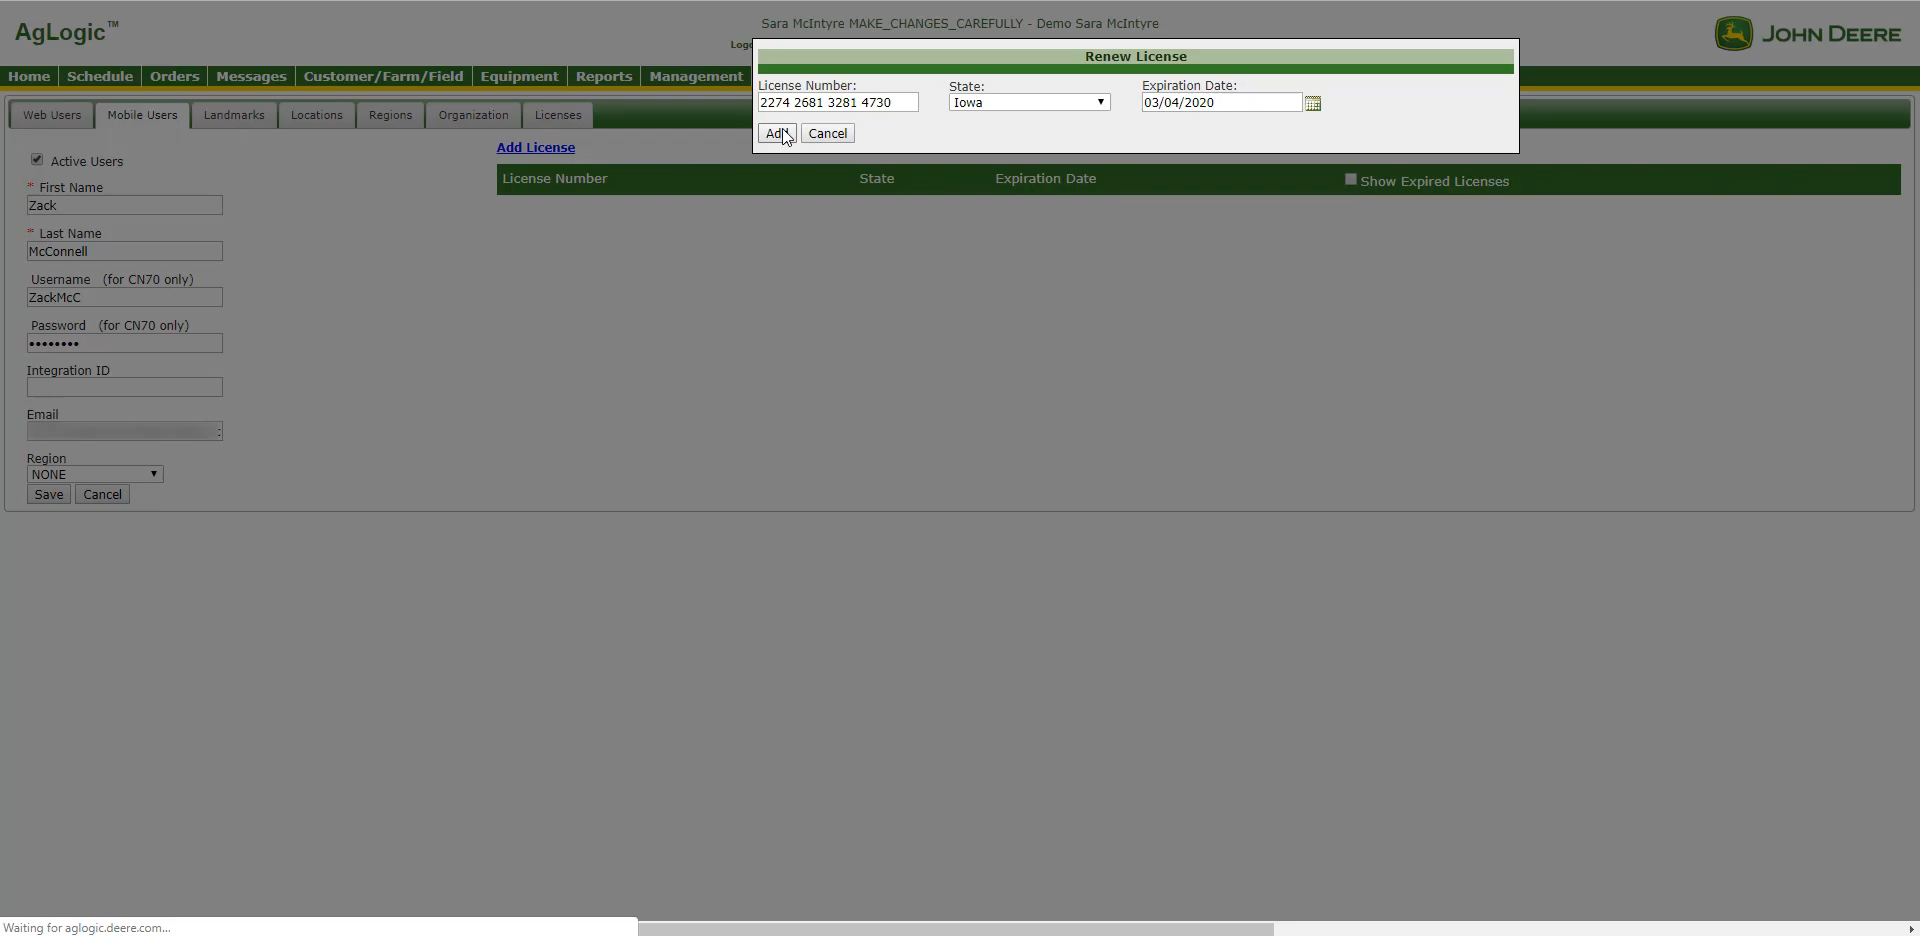 Sara McIntyre MAKE_CHANGES_CAREFULLY - Demo Sara McIntyre
AgLogic™
JOHN DEERE
Home Schedule Orders Messages Customer/Farm/Field Equipment Reports Management
Renew License
License Number: State: Expiration Date:
2274 2681 3281 4730 Iowa 03/04/2020
Add Cancel
Web Users Mobile Users Landmarks Locations Regions Organization Licenses
Add License
License Number State Expiration Date Show Expired Licenses
Active Users
* First Name
Zack
* Last Name
McConnell
Username (for CN70 only)
ZackMcC
Password (for CN70 only)
••••••••
Integration ID
Email
Region
NONE
Save Cancel
Waiting for aglogic.deere.com...